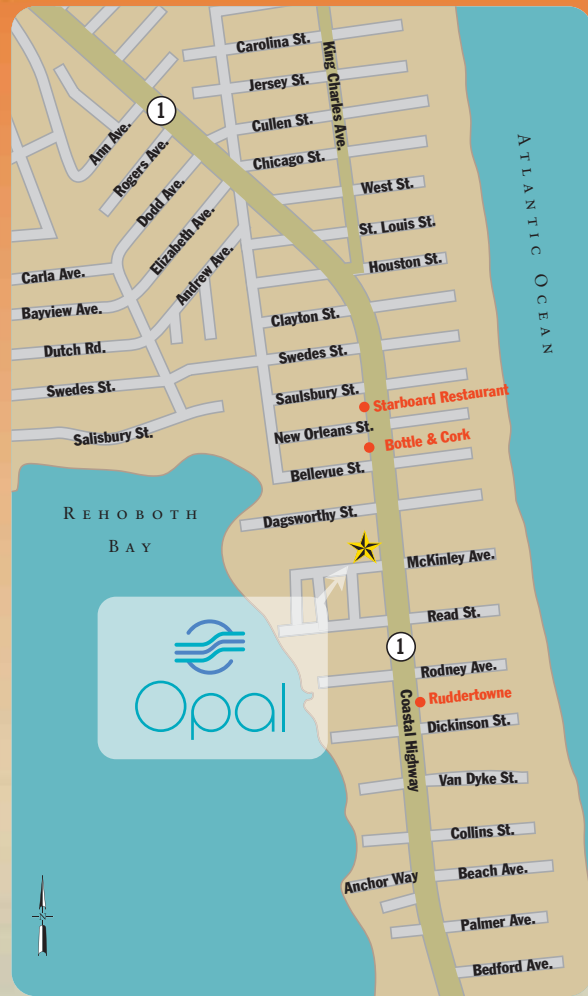 Carolina St.
King Charles Ave.
Jersey St.
1
Cullen St.
Ann Ave.
Rogers Ave.
Chicago St.
Dodd Ave.
West St.
Elizabeth Ave.
St. Louis St.
Andrew Ave.
Houston St.
ATLANTIC OCEAN
Carla Ave.
Bayview Ave.
Clayton St.
Dutch Rd.
Swedes St.
Swedes St.
Saulsbury St.
Starboard Restaurant
Salisbury St.
New Orleans St.
Bottle & Cork
Bellevue St.
REHOBOTH
BAY
Dagsworthy St.
McKinley Ave.
Read St.
1
Opal
Rodney Ave.
Ruddertowne
Coastal Highway
Dickinson St.
Van Dyke St.
Collins St.
Anchor Way
Beach Ave.
N
Palmer Ave.
Bedford Ave.